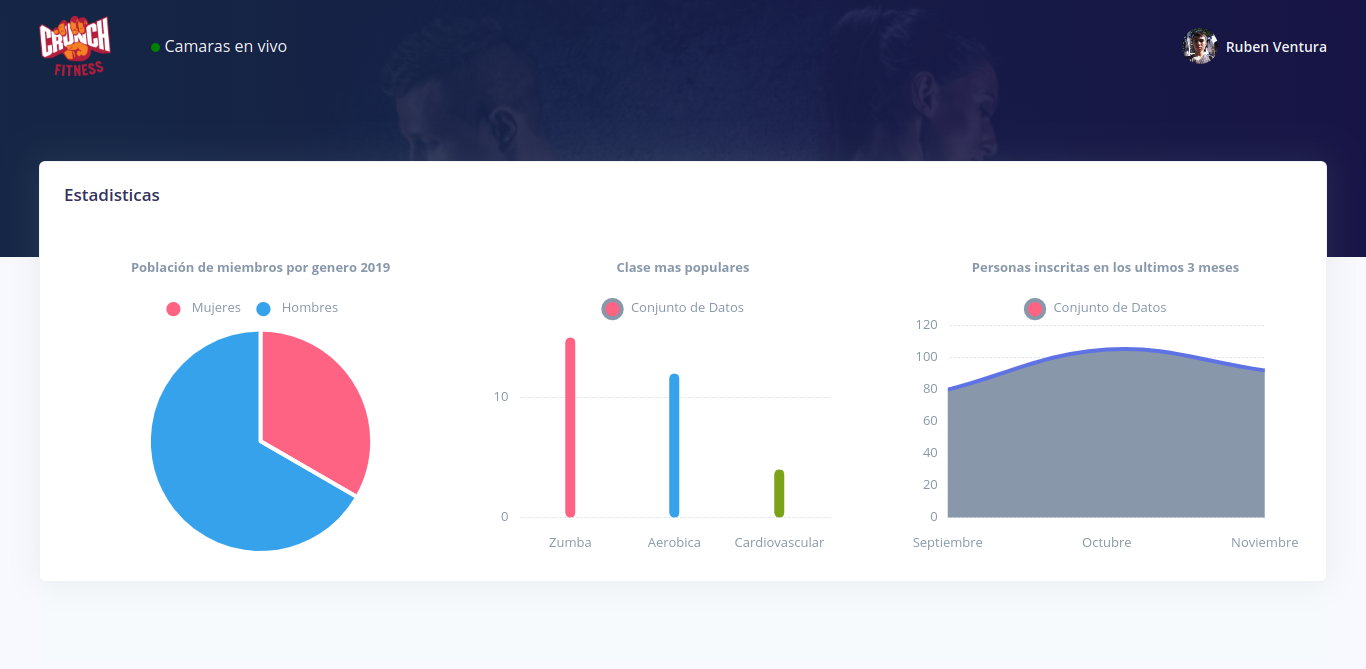 CRUNCH
FITNESS
Camaras en vivo
Ruben Ventura
Estadisticas
Población de miembros por genero 2019
Mujeres Hombres
Clase mas populares
Conjunto de Datos
10
0
Zumba Aerobica Cardiovascular
Personas inscritas en los ultimos 3 meses
Conjunto de Datos
120
100
80
60
40
20
0
Septiembre Octubre Noviembre